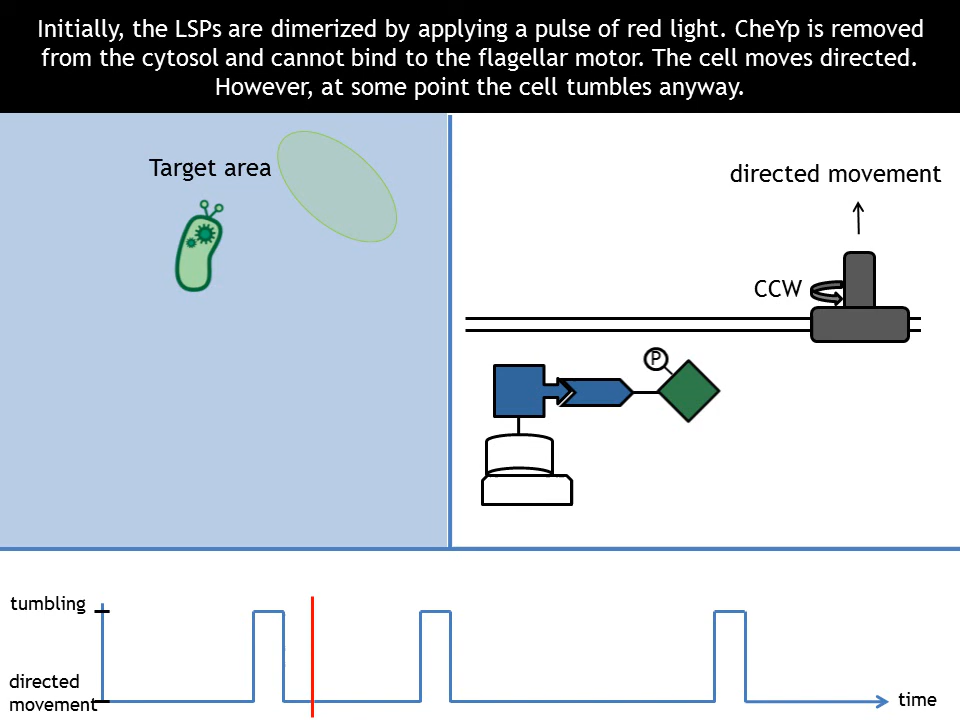 Initially, the LSPs are dimerized by applying a pulse of red light. CheYp is removed
from the cytosol and cannot bind to the flagellar motor. The cell moves directed.
However, at some point the cell tumbles anyway.
Target area
directed movement
CCW
P
tumbling
directed
movement
time